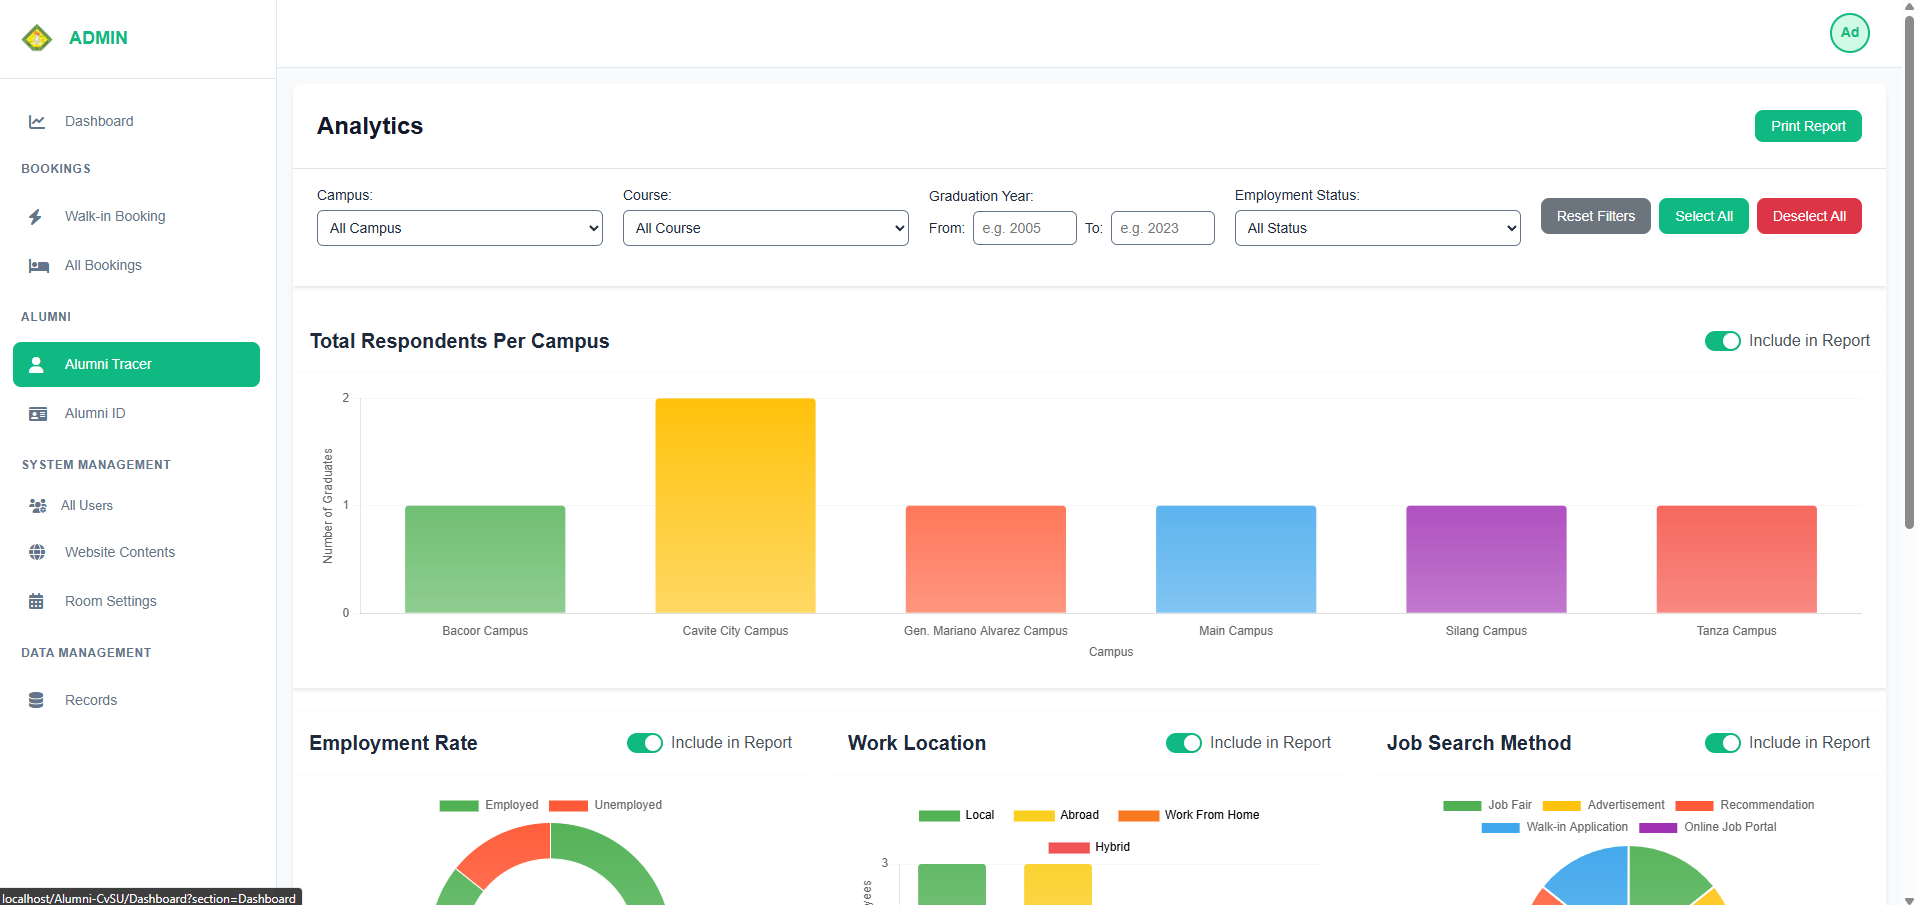 ADMIN
Ad
Dashboard
BOOKINGS
Walk-in Booking
All Bookings
ALUMNI
Alumni Tracer
Alumni ID
SYSTEM MANAGEMENT
All Users
Website Contents
Room Settings
DATA MANAGEMENT
Records
Analytics
Print Report
Campus:
All Campus
Course:
All Course
Graduation Year:
From: e.g. 2005 To: e.g. 2023
Employment Status:
All Status
Reset Filters
Select All
Deselect All
Total Respondents Per Campus
Include in Report
Number of Graduates
2
1
0
Bacoor Campus
Cavite City Campus
Gen. Mariano Alvarez Campus
Main Campus
Silang Campus
Tanza Campus
Campus
Employment Rate
Include in Report
Employed Unemployed
Work Location
Include in Report
Local Abroad Work From Home
Hybrid
3
Job Search Method
Include in Report
Job Fair Advertisement Recommendation
Walk-in Application Online Job Portal
localhost/Alumni-CvSU/Dashboard?section=Dashboard